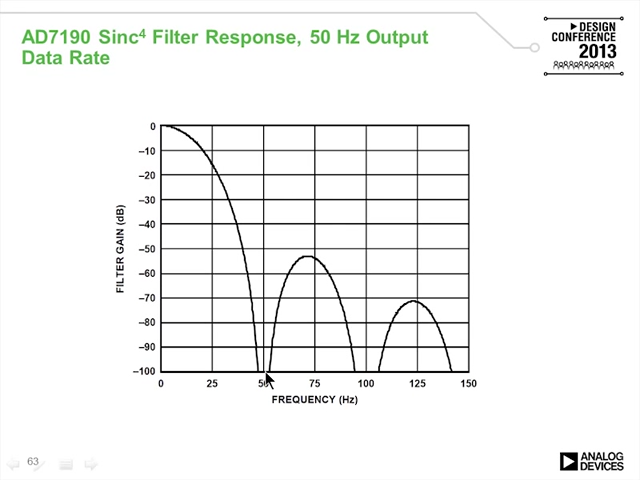 AD7190 Sinc⁴ Filter Response, 50 Hz Output
Data Rate
DESIGN
CONFERENCE
2013
0
–10
–20
–30
–40
–50
–60
–70
–80
–90
–100
FILTER GAIN (dB)
0 25 50 75 100 125 150
FREQUENCY (Hz)
63
ANALOG
DEVICES